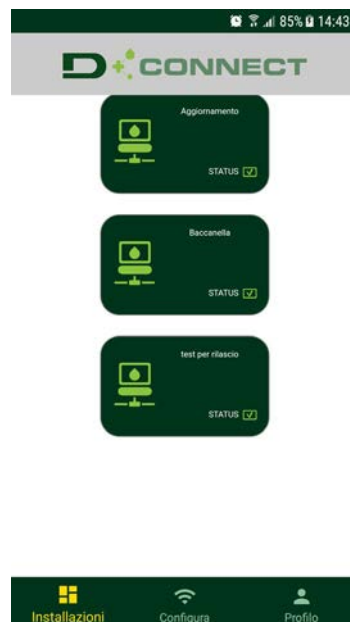 85% 14:43
D CONNECT
Aggiornamento
STATUS
Baccanella
STATUS
test per rilascio
STATUS
Installazioni
Configura
Profilo